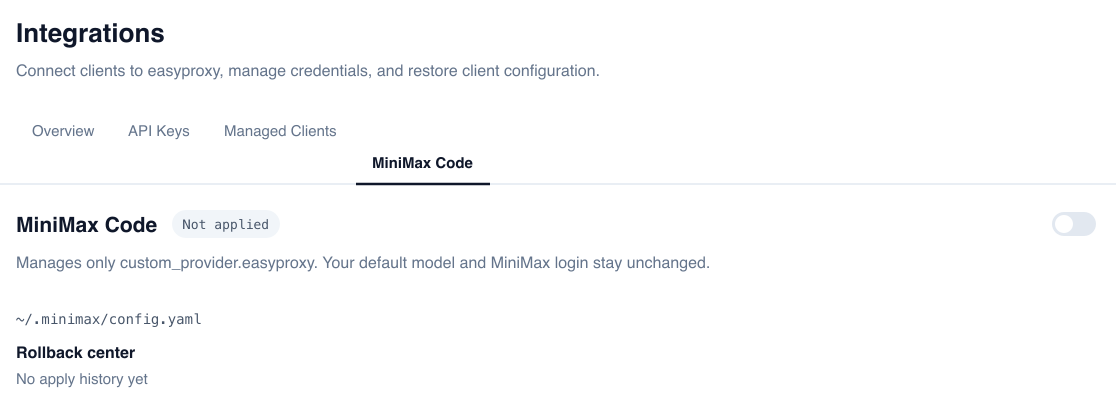 Integrations
Connect clients to easyproxy, manage credentials, and restore client configuration.
Overview API Keys Managed Clients
MiniMax Code
MiniMax Code Not applied
Manages only custom_provider.easyproxy. Your default model and MiniMax login stay unchanged.
~/.minimax/config.yaml
Rollback center
No apply history yet